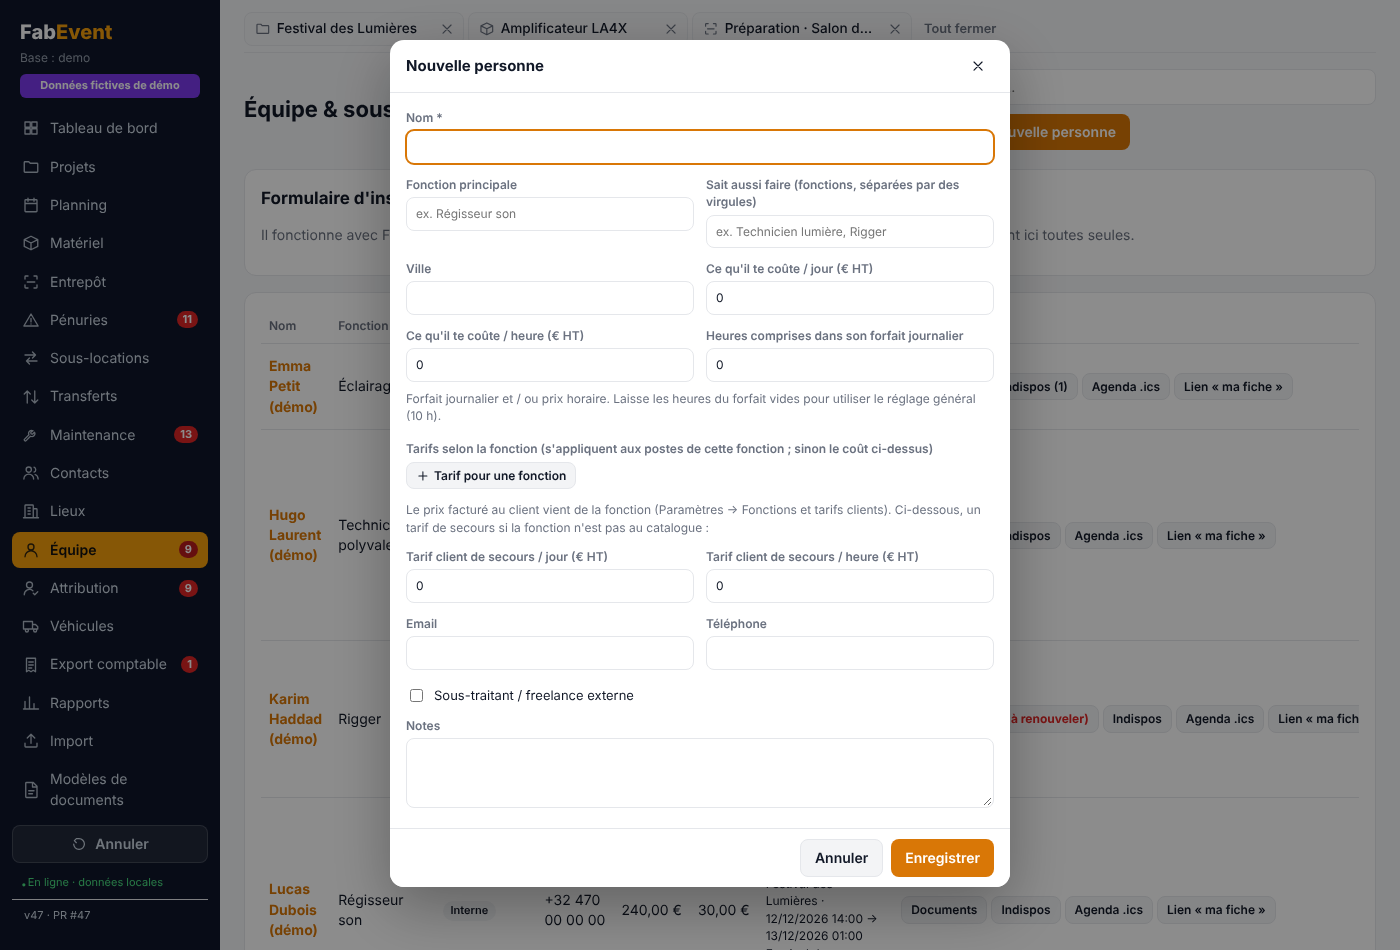 FabEvent
Base : demo
Données fictives de démo
Tableau de bord
Projets
Planning
Matériel
Entrepôt
Pénuries 11
Sous-locations
Transferts
Maintenance 13
Contacts
Lieux
Équipe 9
Attribution 9
Véhicules
Export comptable 1
Rapports
Import
Modèles de
documents
Annuler
En ligne · données locales
v47 · PR #47
Festival des Lumières
Amplificateur LA4X
Préparation · Salon d...
Tout fermer
Équipe & sous
uvelle personne
Formulaire d'ins
Il fonctionne avec F
nt ici toutes seules.
Nom
Fonction
Emma
Petit
(démo)
Éclairag
ndispos (1)
Agenda .ics
Lien « ma fiche »
Hugo
Laurent
(démo)
Technic
polyvale
ndispos
Agenda .ics
Lien « ma fiche »
Karim
Haddad
(démo)
Rigger
à renouveler)
Indispos
Agenda .ics
Lien « ma fich
Lucas
Dubois
(démo)
Régisseur
son
Interne
+32 470
00 00 00
240,00 €
30,00 €
Lumières ·
12/12/2026 14:00 →
13/12/2026 01:00
Documents
Indispos
Agenda .ics
Lien « ma fiche »
Nouvelle personne
Nom *
Fonction principale
ex. Régisseur son
Sait aussi faire (fonctions, séparées par des
virgules)
ex. Technicien lumière, Rigger
Ville
Ce qu'il te coûte / jour (€ HT)
0
Ce qu'il te coûte / heure (€ HT)
0
Heures comprises dans son forfait journalier
0
Forfait journalier et / ou prix horaire. Laisse les heures du forfait vides pour utiliser le réglage général
(10 h).
Tarifs selon la fonction (s'appliquent aux postes de cette fonction ; sinon le coût ci-dessus)
+ Tarif pour une fonction
Le prix facturé au client vient de la fonction (Paramètres → Fonctions et tarifs clients). Ci-dessous, un
tarif de secours si la fonction n'est pas au catalogue :
Tarif client de secours / jour (€ HT)
0
Tarif client de secours / heure (€ HT)
0
Email
Téléphone
Sous-traitant / freelance externe
Notes
Annuler
Enregistrer